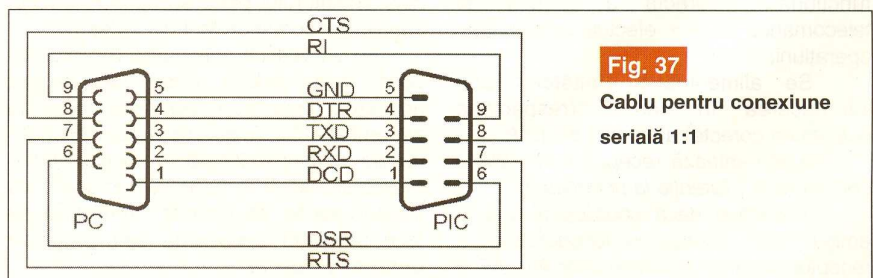 CTS
RI
9 5 GND 5
8 4 DTR 4 9
7 3 TXD 3 8
6 2 RXD 2 7
1 DCD 1 6
PC PIC
DSR
RTS
Fig. 37
Cablu pentru conexiune
serială 1:1